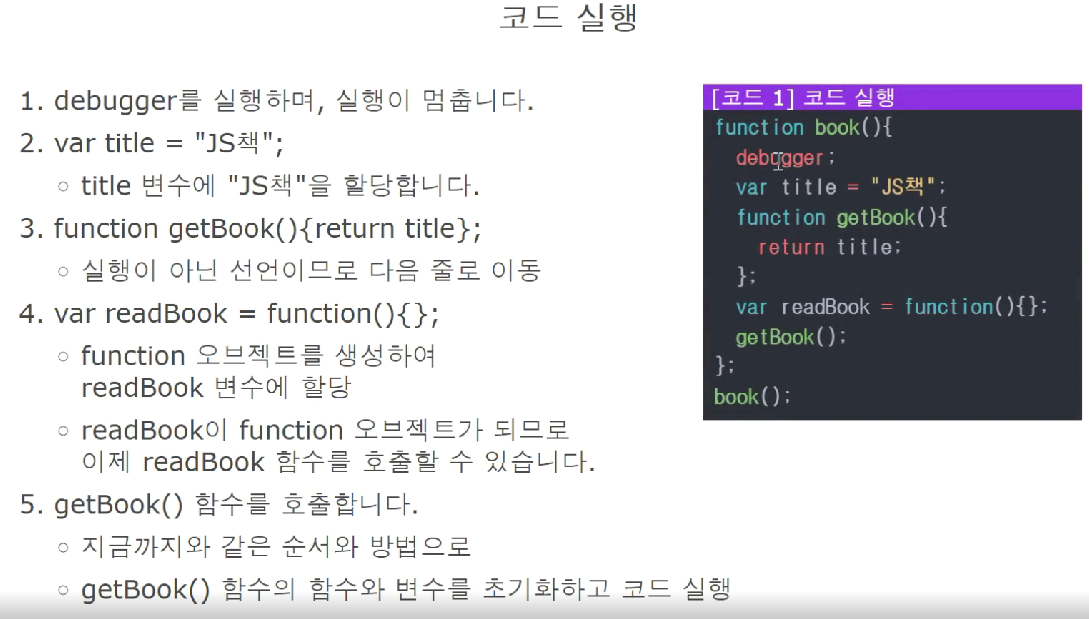 코드 실행
1. debugger를 실행하며, 실행이 멈춥니다.
2. var title = "JS책";
○ title 변수에 "JS책"을 할당합니다.
3. function getBook(){return title};
○ 실행이 아닌 선언이므로 다음 줄로 이동
4. var readBook = function(){};
○ function 오브젝트를 생성하여
readBook 변수에 할당
○ readBook이 function 오브젝트가 되므로
이제 readBook 함수를 호출할 수 있습니다.
5. getBook() 함수를 호출합니다.
○ 지금까지와 같은 순서와 방법으로
○ getBook() 함수의 함수와 변수를 초기화하고 코드 실행
[코드 1] 코드 실행
function book(){
debugger;
var title = "JS책";
function getBook(){
return title;
};
var readBook = function(){};
getBook();
};
book();